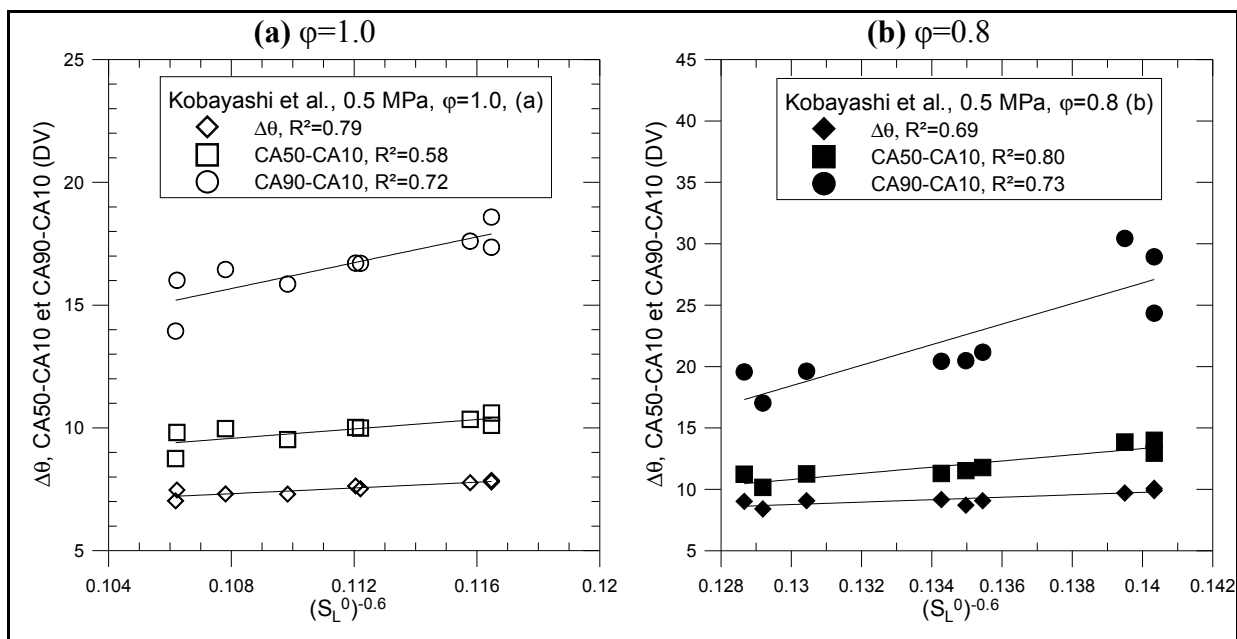 (a) φ=1.0
25
20
15
10
5
0.104
0.108
0.112
0.116
0.12
(S_L^0)^-0.6
Δθ, CA50-CA10 et CA90-CA10 (DV)
Kobayashi et al., 0.5 MPa, φ=1.0, (a)
Δθ, R²=0.79
CA50-CA10, R²=0.58
CA90-CA10, R²=0.72
(b) φ=0.8
45
40
35
30
25
20
15
10
5
0.128
0.13
0.132
0.134
0.136
0.138
0.14
0.142
(S_L^0)^-0.6
Δθ, CA50-CA10 et CA90-CA10 (DV)
Kobayashi et al., 0.5 MPa, φ=0.8 (b)
Δθ, R²=0.69
CA50-CA10, R²=0.80
CA90-CA10, R²=0.73